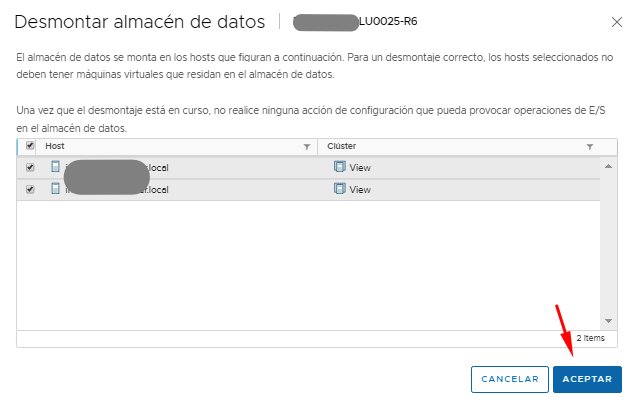 Desmontar almacén de datos LU0025-R6
El almacén de datos se monta en los hosts que figuran a continuación. Para un desmontaje correcto, los hosts seleccionados no
deben tener máquinas virtuales que residan en el almacén de datos.
Una vez que el desmontaje está en curso, no realice ninguna acción de configuración que pueda provocar operaciones de E/S
en el almacén de datos.
Host Clúster
.local View
.local View
2 items
CANCELAR ACEPTAR